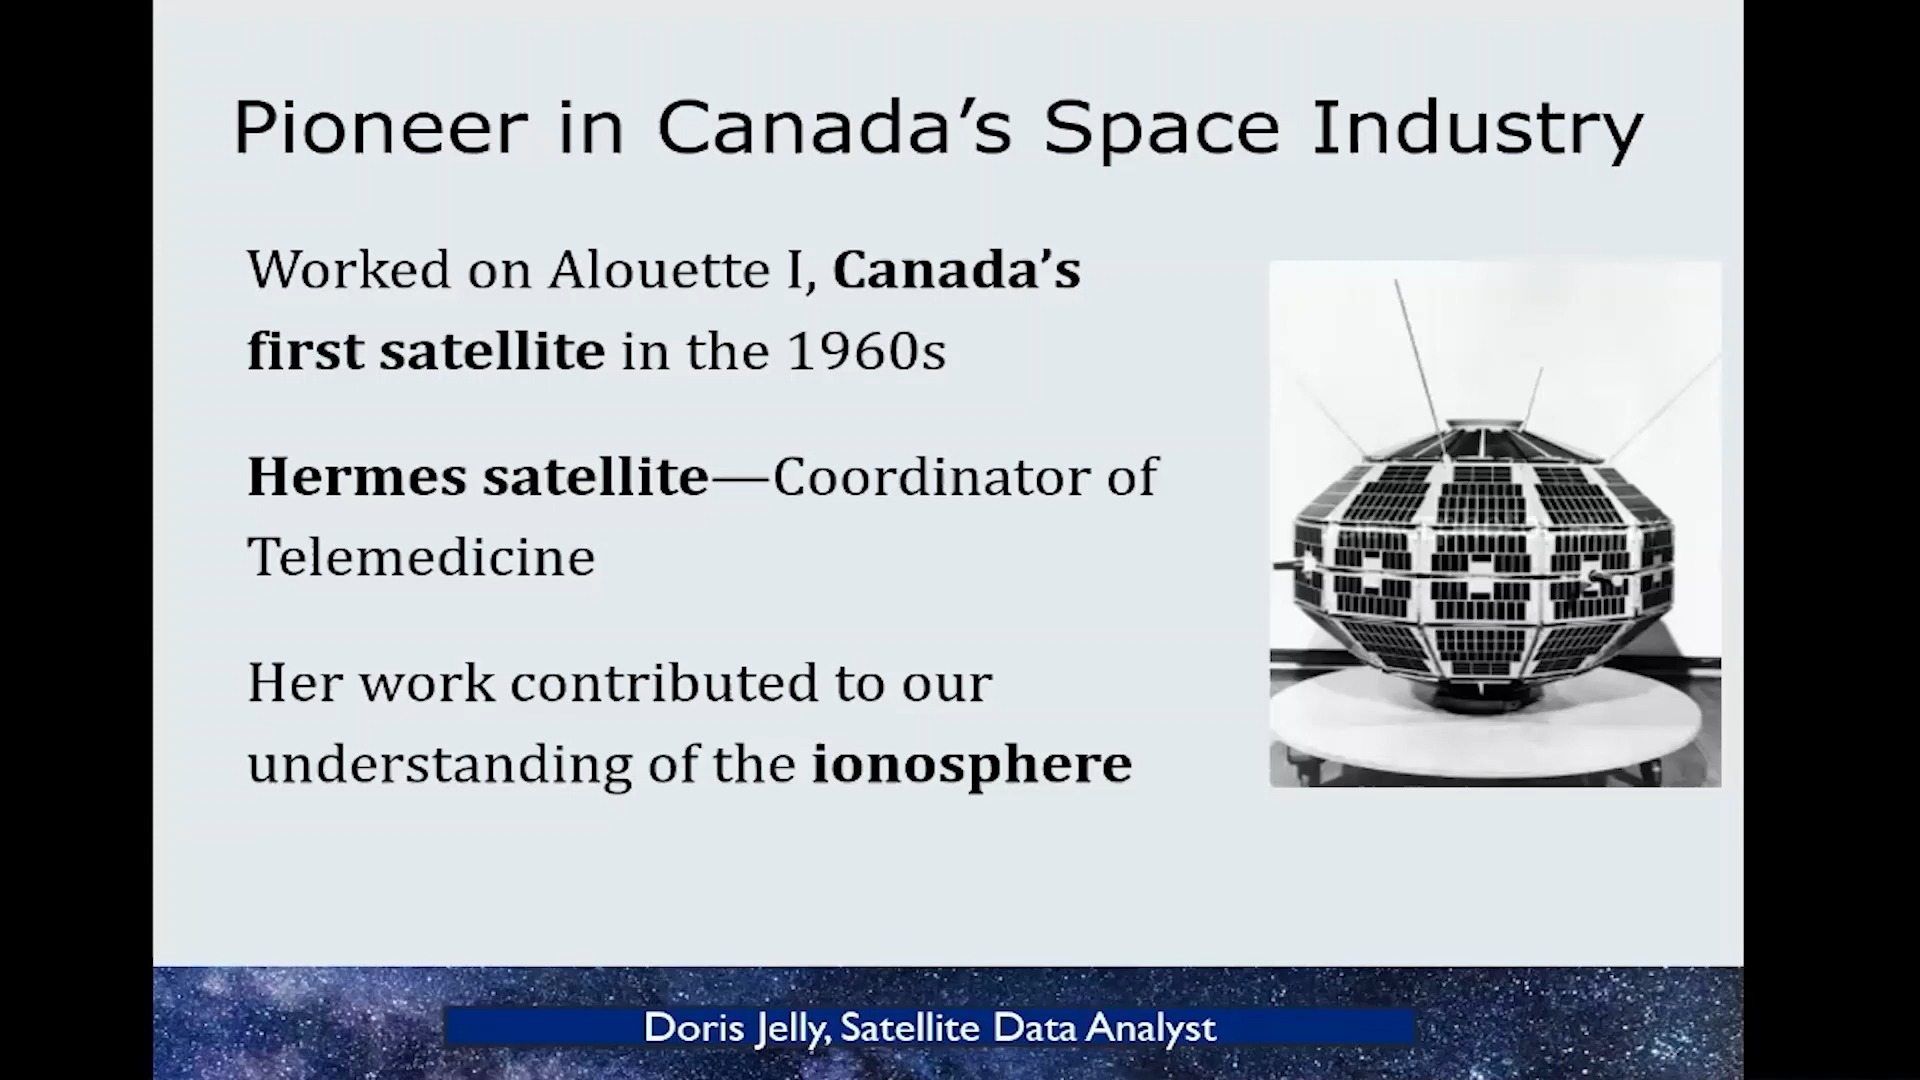 Pioneer in Canada’s Space Industry
Worked on Alouette I, Canada’s
first satellite in the 1960s
Hermes satellite—Coordinator of
Telemedicine
Her work contributed to our
understanding of the ionosphere
Doris Jelly, Satellite Data Analyst